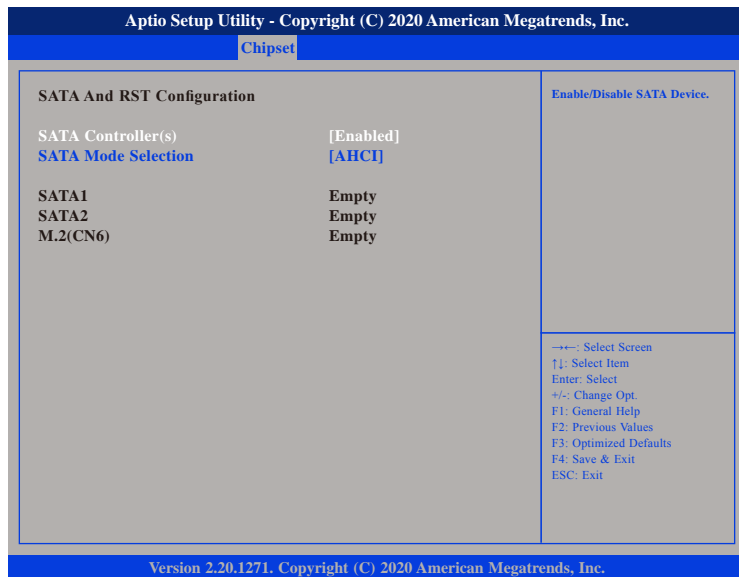 Aptio Setup Utility - Copyright (C) 2020 American Megatrends, Inc.
Chipset
SATA And RST Configuration
SATA Controller(s) [Enabled]
SATA Mode Selection [AHCI]
SATA1 Empty
SATA2 Empty
M.2(CN6) Empty
Enable/Disable SATA Device.
→←: Select Screen
↑↓: Select Item
Enter: Select
+/-: Change Opt.
F1: General Help
F2: Previous Values
F3: Optimized Defaults
F4: Save & Exit
ESC: Exit
Version 2.20.1271. Copyright (C) 2020 American Megatrends, Inc.